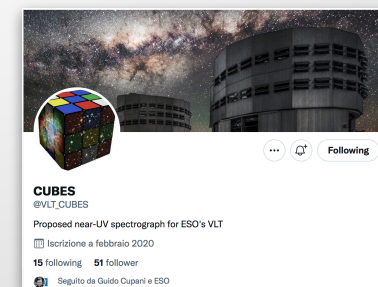 Following
CUBES
@VLT_CUBES
Proposed near-UV spectrograph for ESO's VLT
Iscrizione a febbraio 2020
15 following 51 follower
Seguito da Guido Cupani e ESO